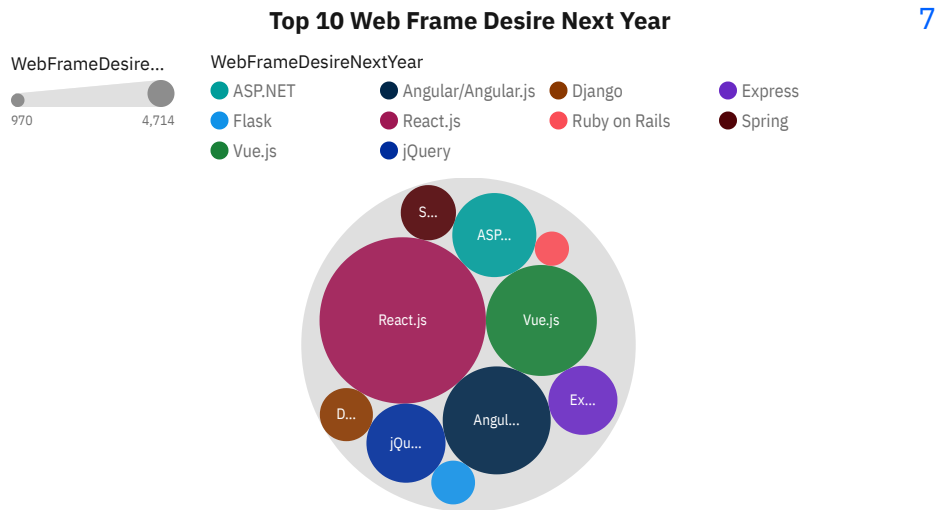 Top 10 Web Frame Desire Next Year
7
WebFrameDesire...
970 4,714
WebFrameDesireNextYear
ASP.NET Angular/Angular.js Django Express
Flask React.js Ruby on Rails Spring
Vue.js jQuery
S...
ASP...
React.js
Vue.js
Ex...
D...
Angul...
jQu...